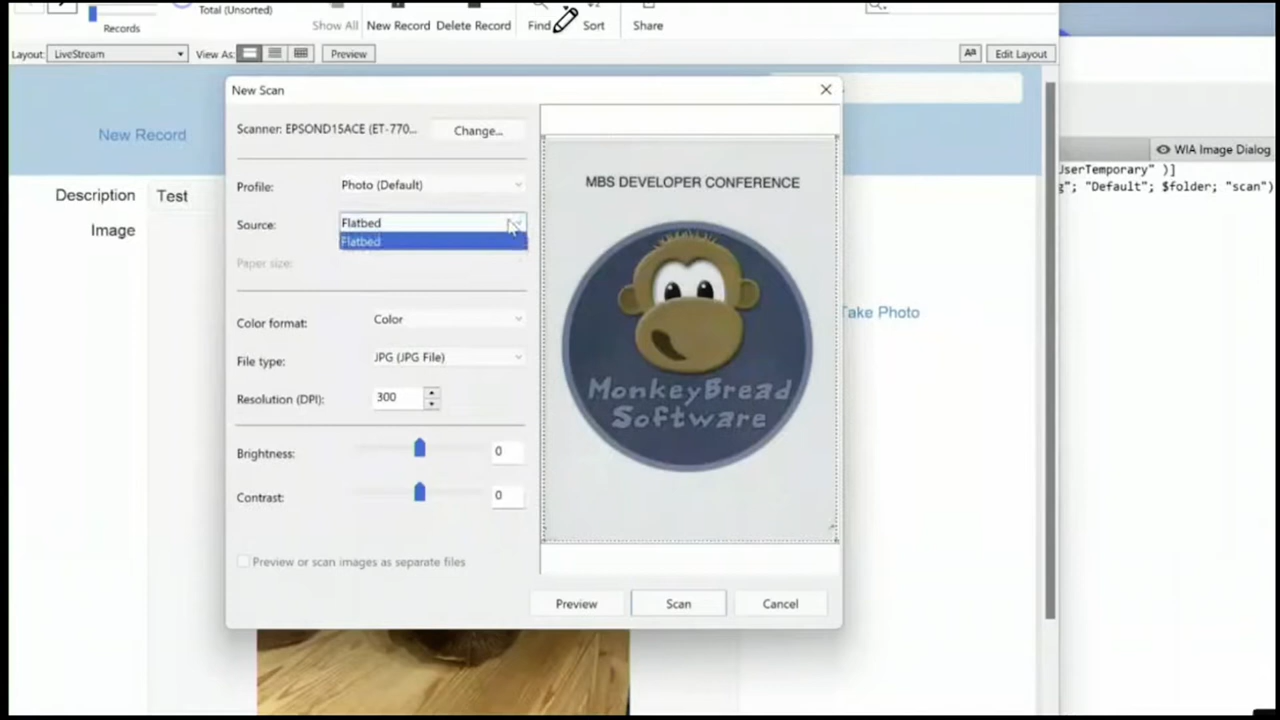 Total (Unsorted)
Records
Show All
New Record
Delete Record
Find
Sort
Share
Layout:
LiveStream
View As:
Preview
Aa
Edit Layout
New Scan
New Record
Scanner: EPSOND15ACE (ET-770...
Change...
WIA Image Dialog
UserTemporary" )]
"; "Default"; $folder; "scan")
Description
Test
Profile:
Photo (Default)
MBS DEVELOPER CONFERENCE
Image
Source:
Flatbed
Flatbed
Paper size:
Take Photo
Color format:
Color
File type:
JPG (JPG File)
Resolution (DPI):
300
MonkeyBread
Software
Brightness:
0
Contrast:
0
Preview or scan images as separate files
Preview
Scan
Cancel